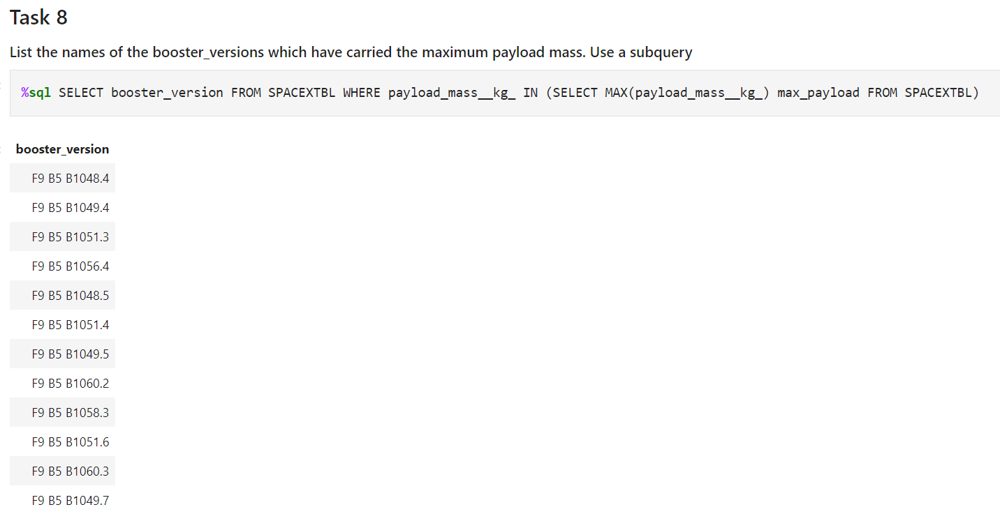 Task 8
List the names of the booster_versions which have carried the maximum payload mass. Use a subquery
%sql SELECT booster_version FROM SPACEXTBL WHERE payload_mass__kg_ IN (SELECT MAX(payload_mass__kg_) max_payload FROM SPACEXTBL)
booster_version
F9 B5 B1048.4
F9 B5 B1049.4
F9 B5 B1051.3
F9 B5 B1056.4
F9 B5 B1048.5
F9 B5 B1051.4
F9 B5 B1049.5
F9 B5 B1060.2
F9 B5 B1058.3
F9 B5 B1051.6
F9 B5 B1060.3
F9 B5 B1049.7